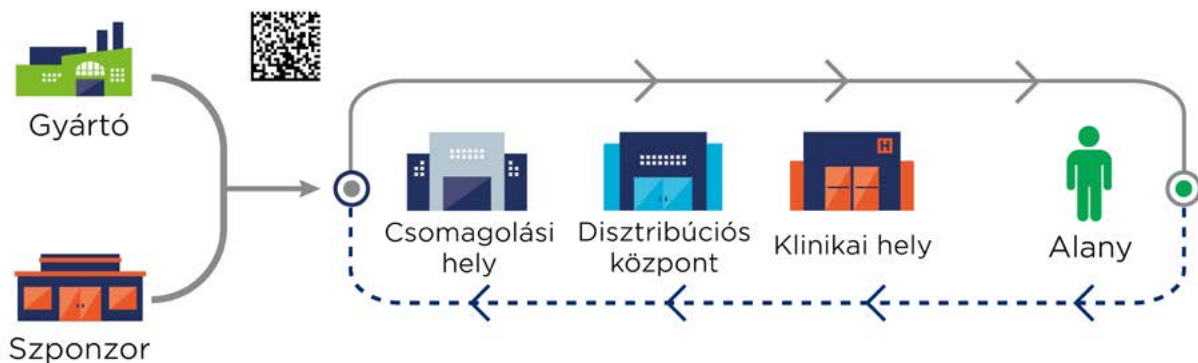 Gyártó
Szponzor
Csomagolási
hely
Disztribúciós
központ
Klinikai hely
H
Alany